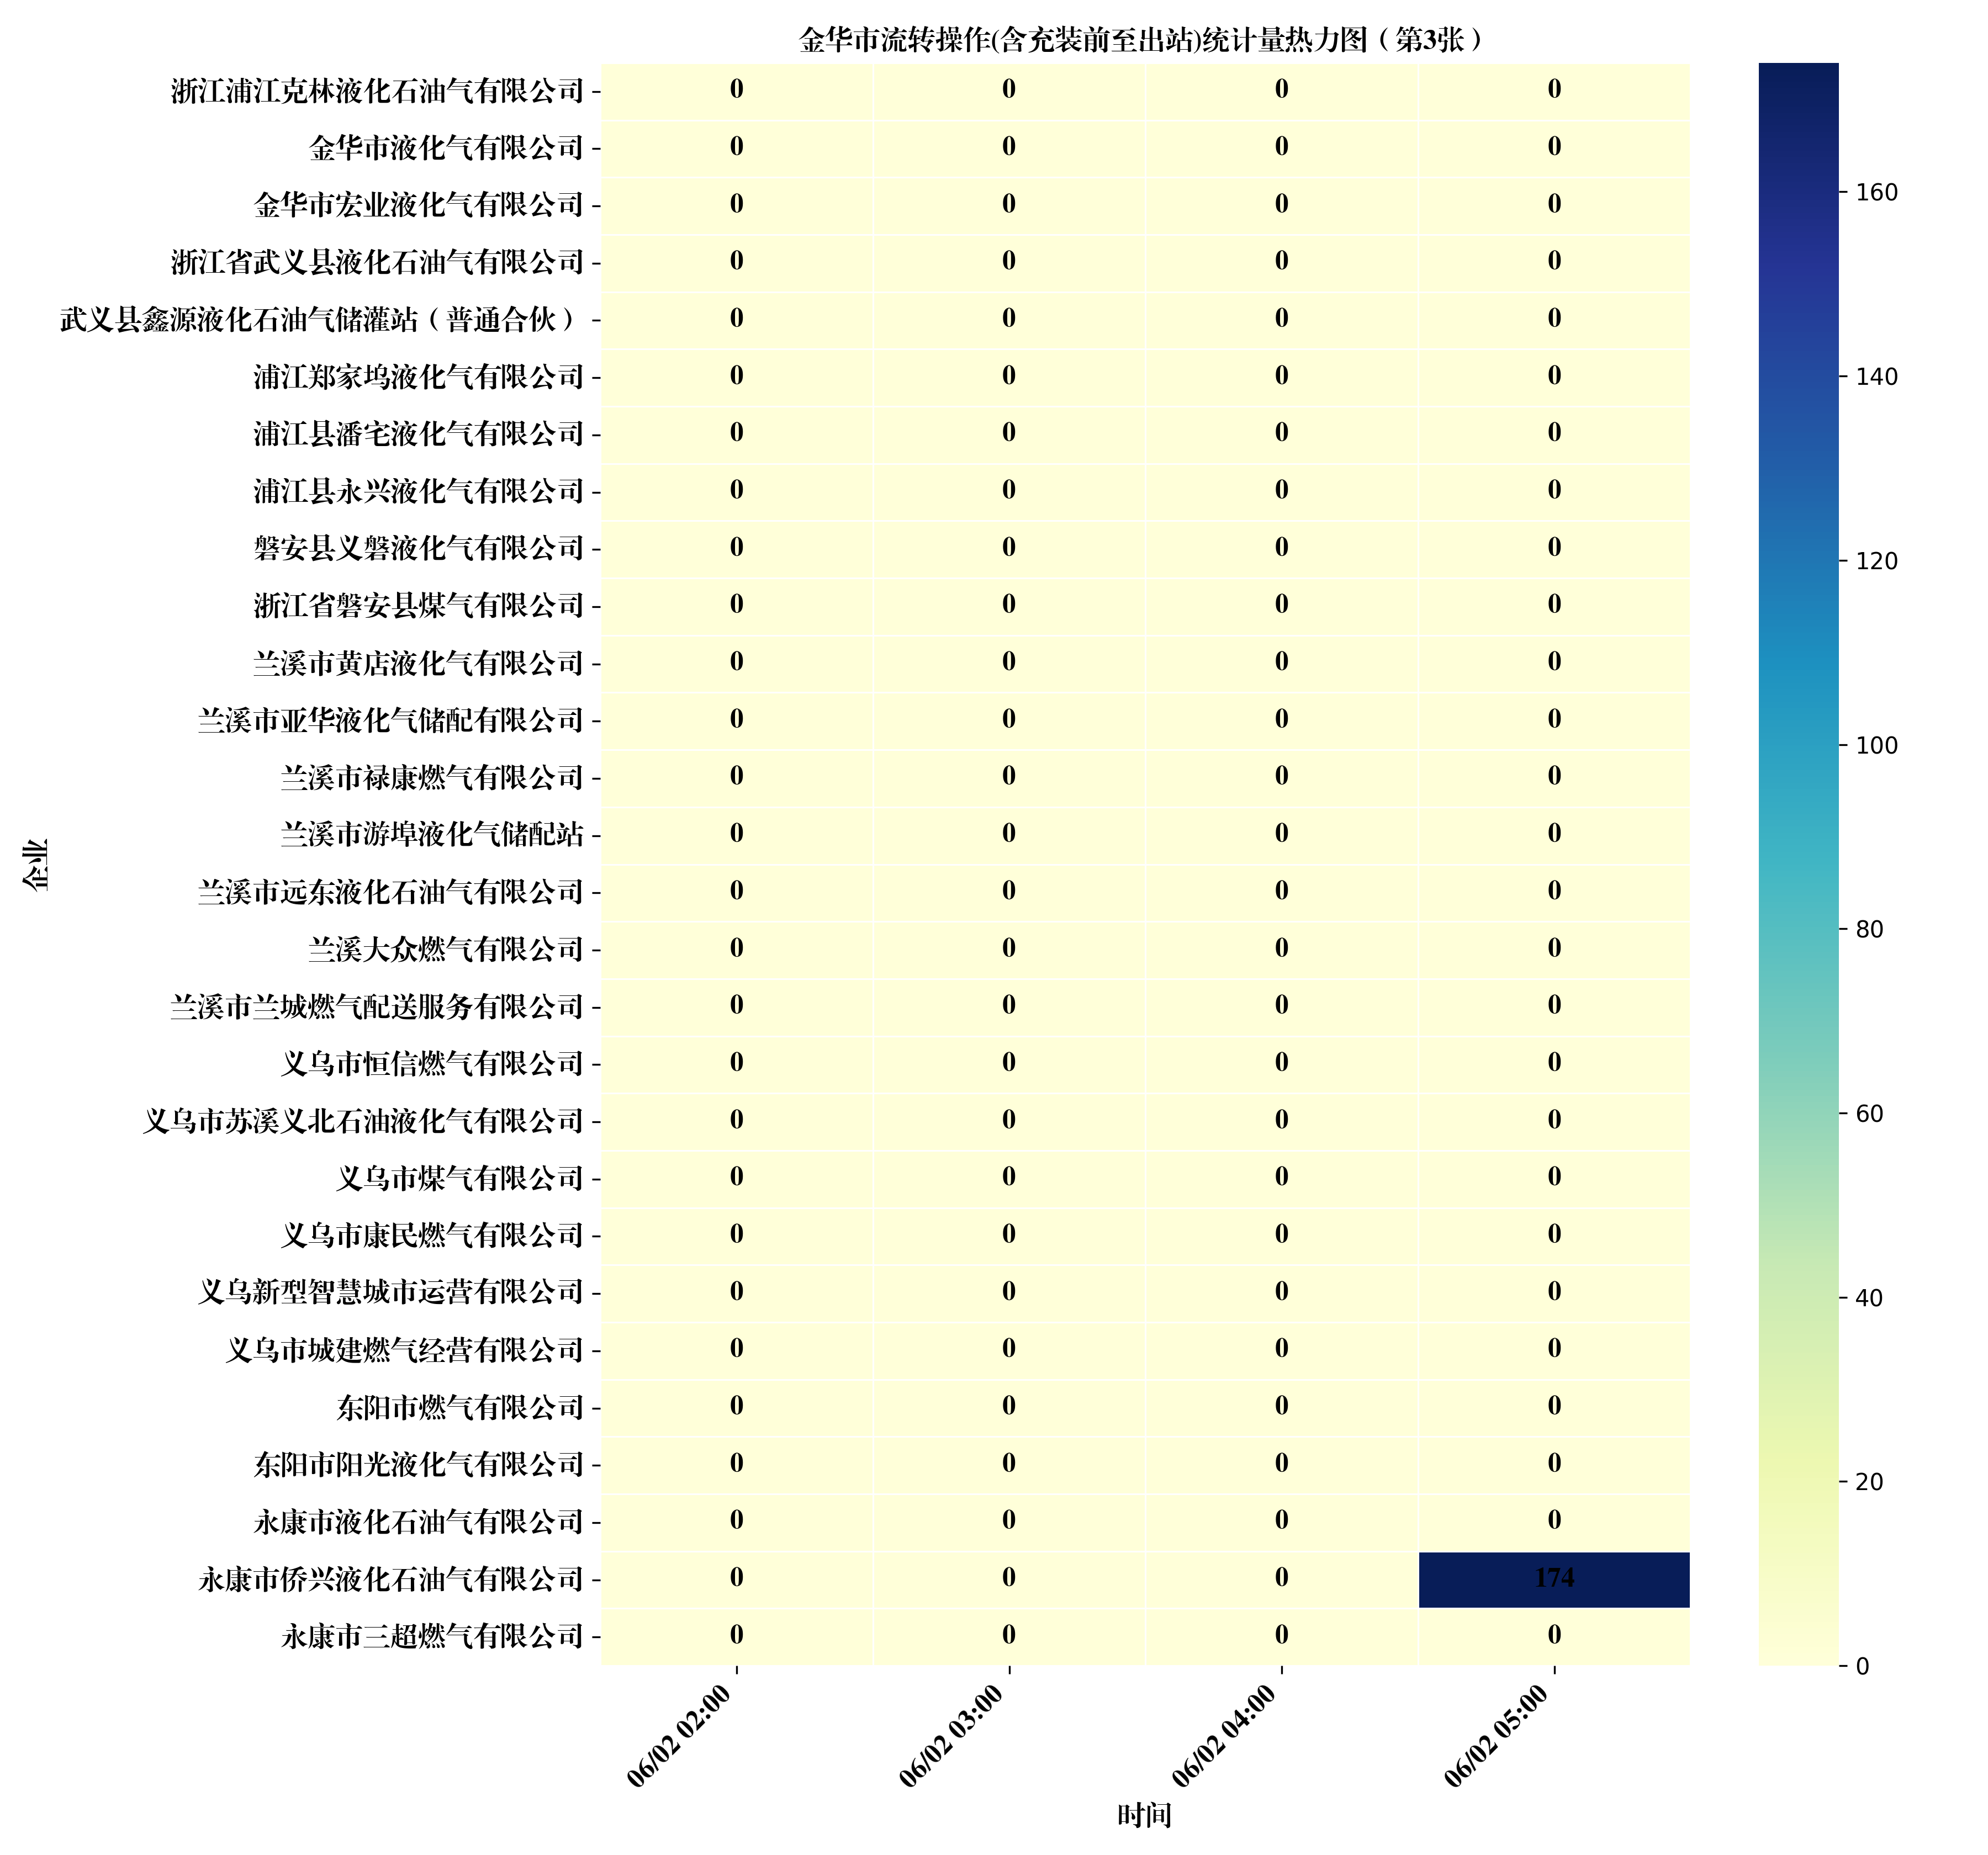 金华市流转操作(含充装前至出站)统计量热力图（第3张）
浙江浦江克林液化石油气有限公司 0 0 0 0
金华市液化气有限公司 0 0 0 0
金华市宏业液化气有限公司 0 0 0 0
浙江省武义县液化石油气有限公司 0 0 0 0
武义县鑫源液化石油气储灌站（普通合伙） 0 0 0 0
浦江郑家坞液化气有限公司 0 0 0 0
浦江县潘宅液化气有限公司 0 0 0 0
浦江县永兴液化气有限公司 0 0 0 0
磐安县义磐液化气有限公司 0 0 0 0
浙江省磐安县煤气有限公司 0 0 0 0
兰溪市黄店液化气有限公司 0 0 0 0
兰溪市亚华液化气储配有限公司 0 0 0 0
兰溪市禄康燃气有限公司 0 0 0 0
兰溪市游埠液化气储配站 0 0 0 0
兰溪市远东液化石油气有限公司 0 0 0 0
兰溪大众燃气有限公司 0 0 0 0
兰溪市兰城燃气配送服务有限公司 0 0 0 0
义乌市恒信燃气有限公司 0 0 0 0
义乌市苏溪义北石油液化气有限公司 0 0 0 0
义乌市煤气有限公司 0 0 0 0
义乌市康民燃气有限公司 0 0 0 0
义乌新型智慧城市运营有限公司 0 0 0 0
义乌市城建燃气经营有限公司 0 0 0 0
东阳市燃气有限公司 0 0 0 0
东阳市阳光液化气有限公司 0 0 0 0
永康市液化石油气有限公司 0 0 0 0
永康市侨兴液化石油气有限公司 0 0 0 174
永康市三超燃气有限公司 0 0 0 0
企业
06/02 02:00 06/02 03:00 06/02 04:00 06/02 05:00
时间
160
140
120
100
80
60
40
20
0